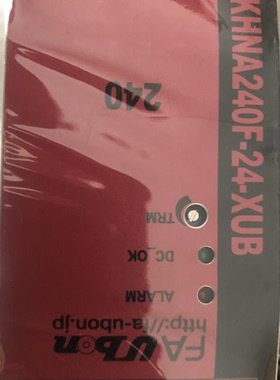 KHNA240F-24-XUB
240
TRM
DC_OK
ALARM
http://fa-ubon.jp
FAUbon